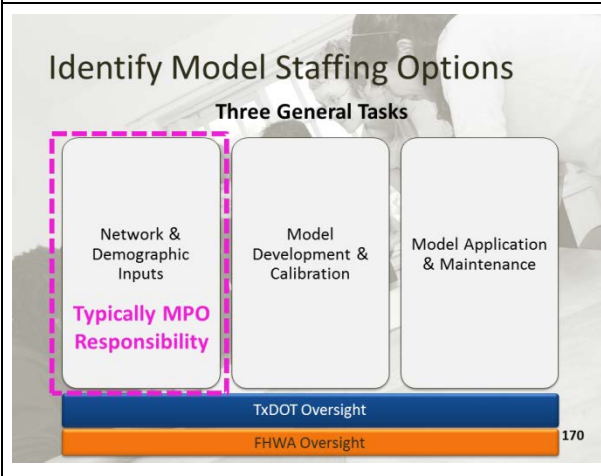 Identify Model Staffing Options
Three General Tasks
Network &
Demographic
Inputs
Typically MPO
Responsibility
Model
Development &
Calibration
Model Application
& Maintenance
TxDOT Oversight
FHWA Oversight
170